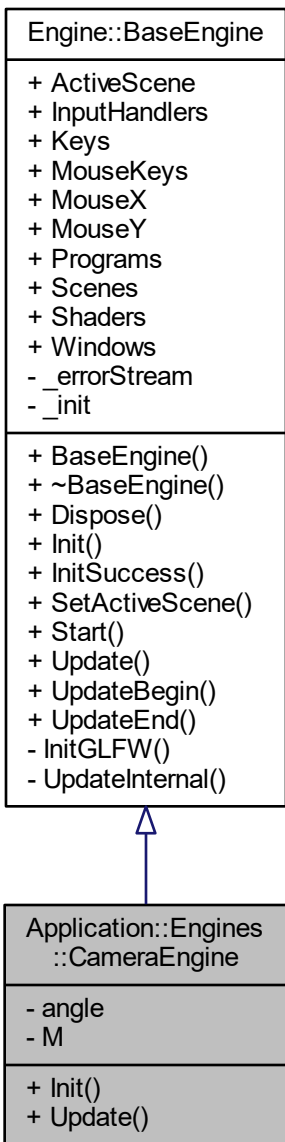 Engine::BaseEngine
+ ActiveScene
+ InputHandlers
+ Keys
+ MouseKeys
+ MouseX
+ MouseY
+ Programs
+ Scenes
+ Shaders
+ Windows
- _errorStream
- _init
+ BaseEngine()
+ ~BaseEngine()
+ Dispose()
+ Init()
+ InitSuccess()
+ SetActiveScene()
+ Start()
+ Update()
+ UpdateBegin()
+ UpdateEnd()
- InitGLFW()
- UpdateInternal()
Application::Engines
::CameraEngine
- angle
- M
+ Init()
+ Update()